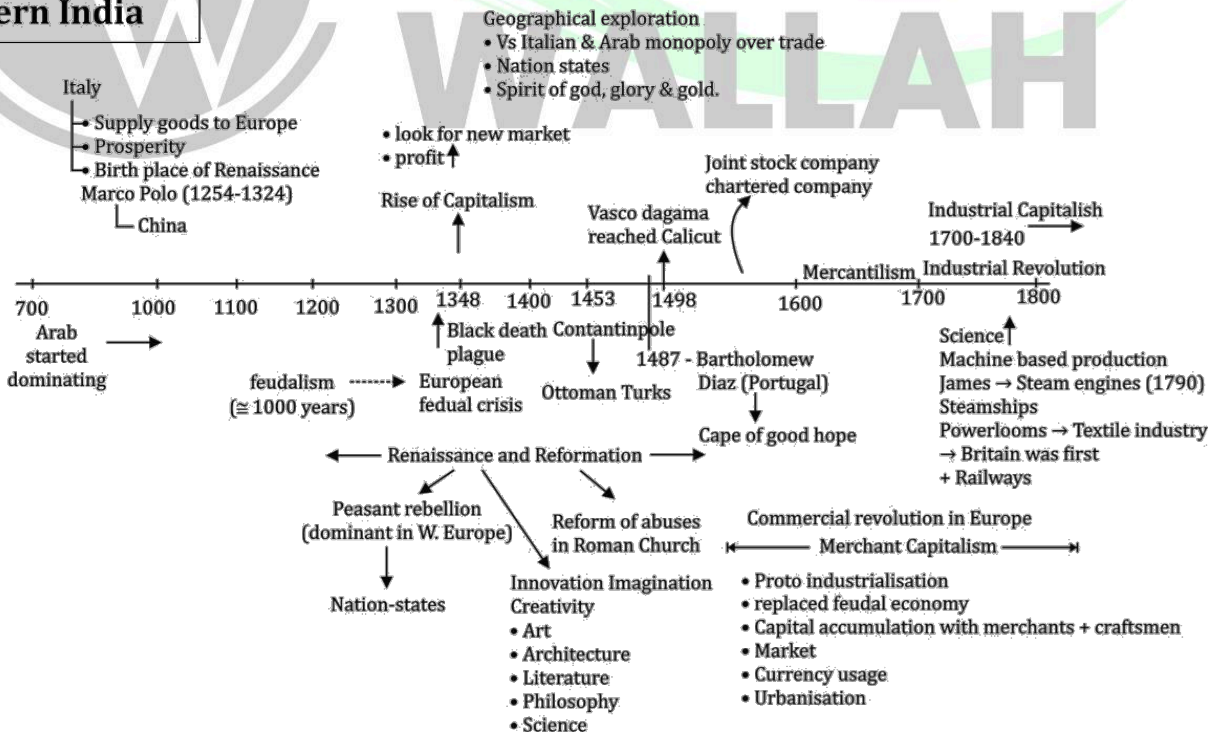 ern India
WALLAH
Geographical exploration
• Vs Italian & Arab monopoly over trade
• Nation states
• Spirit of god, glory & gold.
Italy
• Supply goods to Europe
• Prosperity
• Birth place of Renaissance
Marco Polo (1254-1324)
China
• look for new market
• profit↑
Rise of Capitalism
Vasco dagama
reached Calicut
Joint stock company
chartered company
Industrial Capitalish
1700-1840
Mercantilism
Industrial Revolution
700
1000
1100
1200
1300
1348
1400
1453
1498
1600
1700
1800
Arab
started
dominating
feudalism
(≅ 1000 years)
Black death
plague
European
fedual crisis
Contantinpole
Ottoman Turks
1487 - Bartholomew
Diaz (Portugal)
Cape of good hope
Science↑
Machine based production
James → Steam engines (1790)
Steamships
Powerlooms → Textile industry
→ Britain was first
+ Railways
Renaissance and Reformation
Peasant rebellion
(dominant in W. Europe)
Nation-states
Reform of abuses
in Roman Church
Innovation Imagination
Creativity
• Art
• Architecture
• Literature
• Philosophy
• Science
Commercial revolution in Europe
Merchant Capitalism
• Proto industrialisation
• replaced feudal economy
• Capital accumulation with merchants + craftsmen
• Market
• Currency usage
• Urbanisation